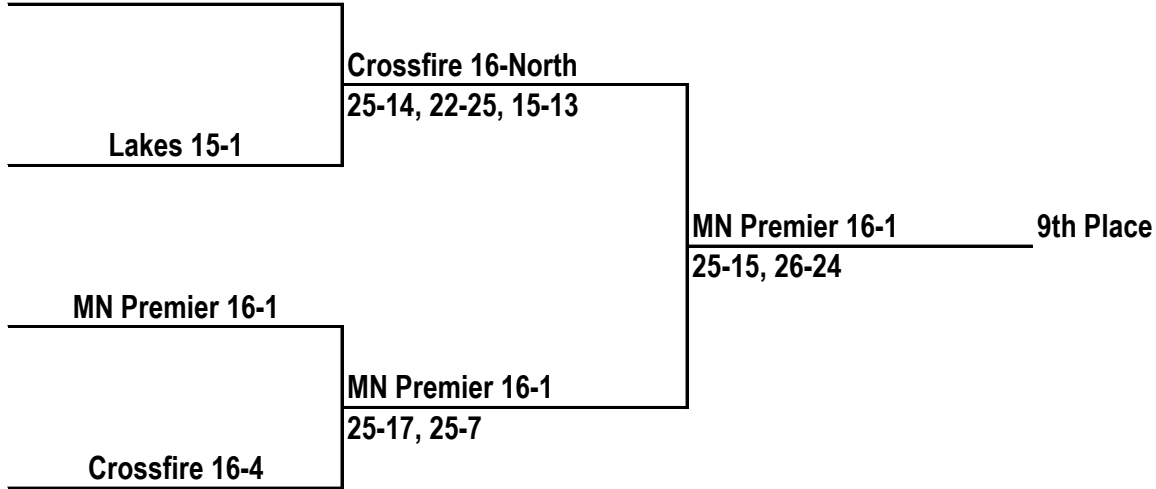 Crossfire 16-North
25-14, 22-25, 15-13
Lakes 15-1
MN Premier 16-1
9th Place
25-15, 26-24
MN Premier 16-1
MN Premier 16-1
25-17, 25-7
Crossfire 16-4